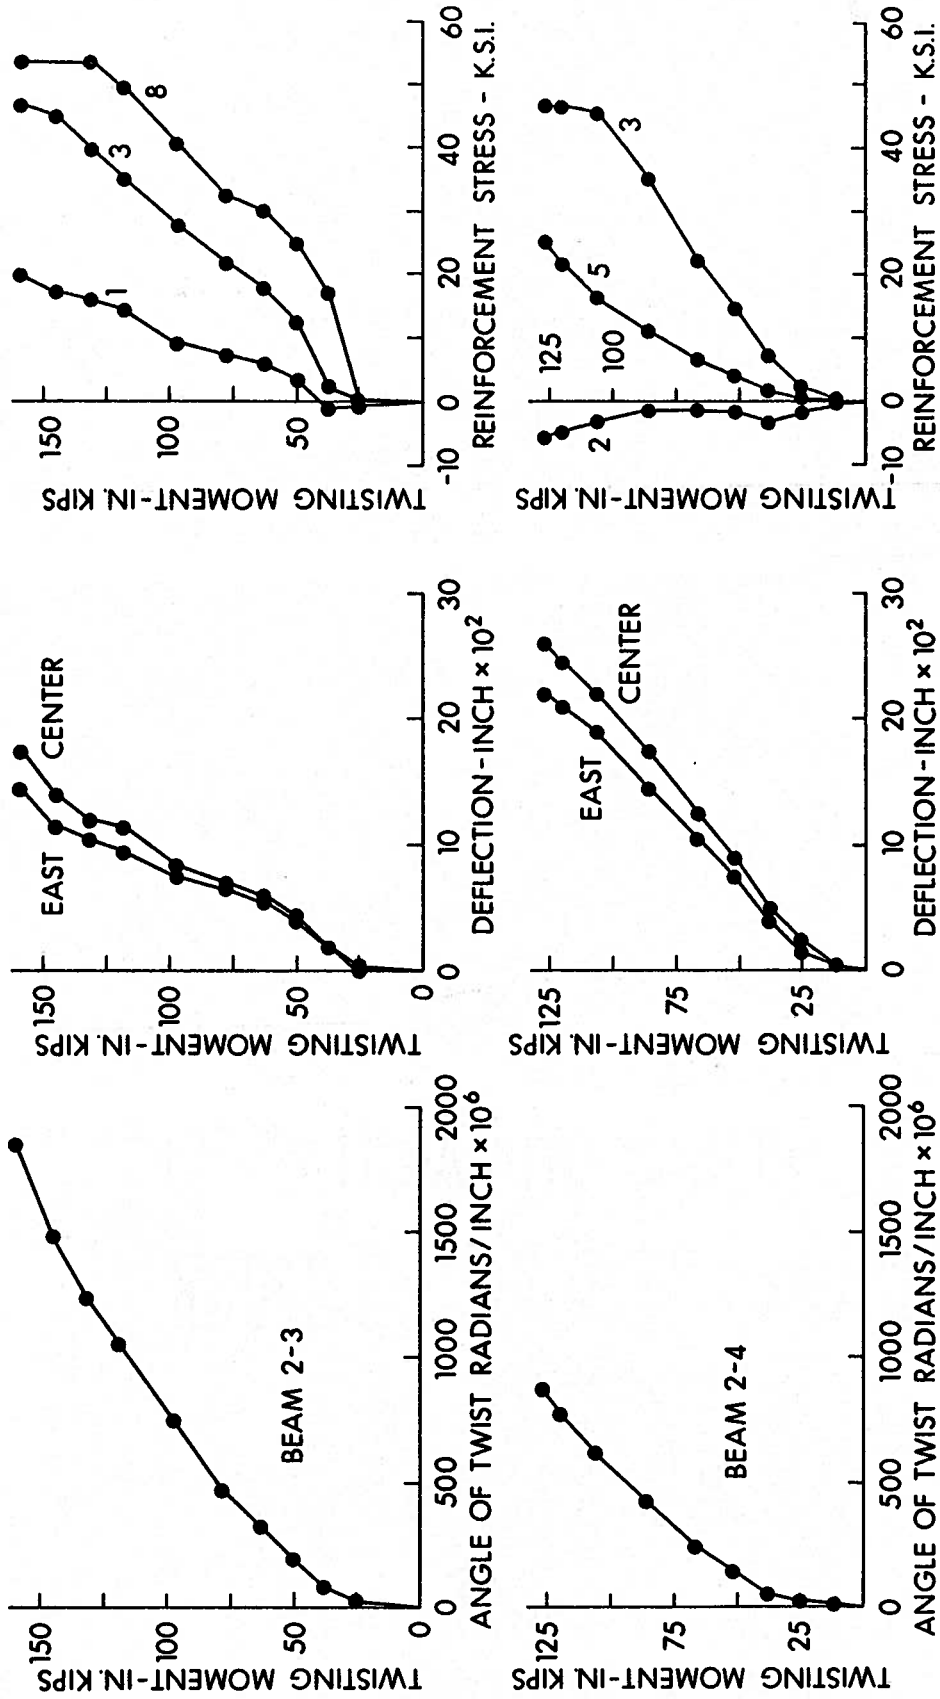 TWISTING MOMENT-IN. KIPS
150
100
50
0
500
1000
1500
2000
ANGLE OF TWIST RADIANS/INCH ×10⁶
BEAM 2-3
TWISTING MOMENT-IN. KIPS
150
100
50
0
EAST
CENTER
0
10
20
30
DEFLECTION-INCH ×10²
TWISTING MOMENT-IN. KIPS
150
100
50
1
3
8
-10
0
20
40
60
REINFORCEMENT STRESS - K.S.I.
TWISTING MOMENT-IN. KIPS
125
75
25
0
500
1000
1500
2000
ANGLE OF TWIST RADIANS/INCH ×10⁶
BEAM 2-4
TWISTING MOMENT-IN. KIPS
125
75
25
EAST
CENTER
0
10
20
30
DEFLECTION-INCH ×10²
TWISTING MOMENT-IN. KIPS
125
100
2
5
3
-10
0
20
40
60
REINFORCEMENT STRESS - K.S.I.